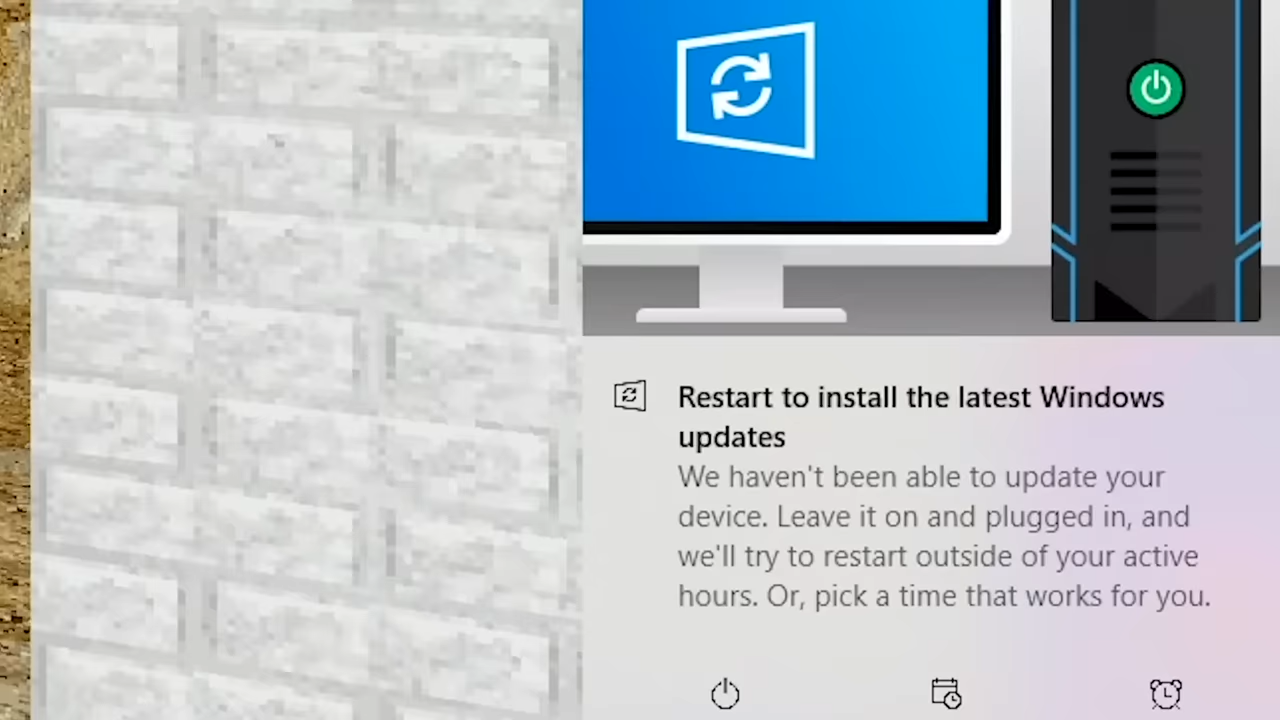 Restart to install the latest Windows
updates
We haven't been able to update your
device. Leave it on and plugged in, and
we'll try to restart outside of your active
hours. Or, pick a time that works for you.